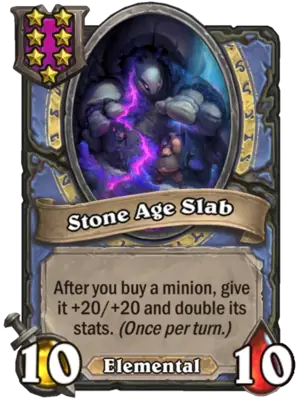 Stone Age Slab
After you buy a minion, give
it +20/+20 and double its
stats. (Once per turn.)
10
Elemental
10